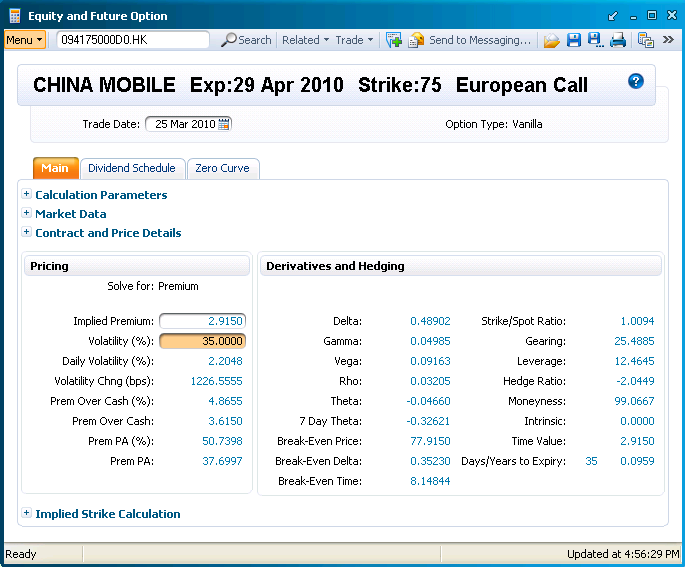 Equity and Future Option
Menu 094175000D0.HK Search Related Trade Send to Messaging...
CHINA MOBILE Exp:29 Apr 2010 Strike:75 European Call ?
Trade Date: 25 Mar 2010 Option Type: Vanilla
Main Dividend Schedule Zero Curve
Calculation Parameters
Market Data
Contract and Price Details
Pricing
Solve for: Premium
Implied Premium: 2.9150
Volatility (%): 35.0000
Daily Volatility (%): 2.2048
Volatility Chng (bps): 1226.5555
Prem Over Cash (%): 4.8655
Prem Over Cash: 3.6150
Prem PA (%): 50.7398
Prem PA: 37.6997
Derivatives and Hedging
Delta: 0.48902 Strike/Spot Ratio: 1.0094
Gamma: 0.04985 Gearing: 25.4885
Vega: 0.09163 Leverage: 12.4645
Rho: 0.03205 Hedge Ratio: -2.0449
Theta: -0.04660 Moneyness: 99.0667
7 Day Theta: -0.32621 Intrinsic: 0.0000
Break-Even Price: 77.9150 Time Value: 2.9150
Break-Even Delta: 0.35230 Days/Years to Expiry: 35 0.0959
Break-Even Time: 8.14844
Implied Strike Calculation
Ready Updated at 4:56:29 PM